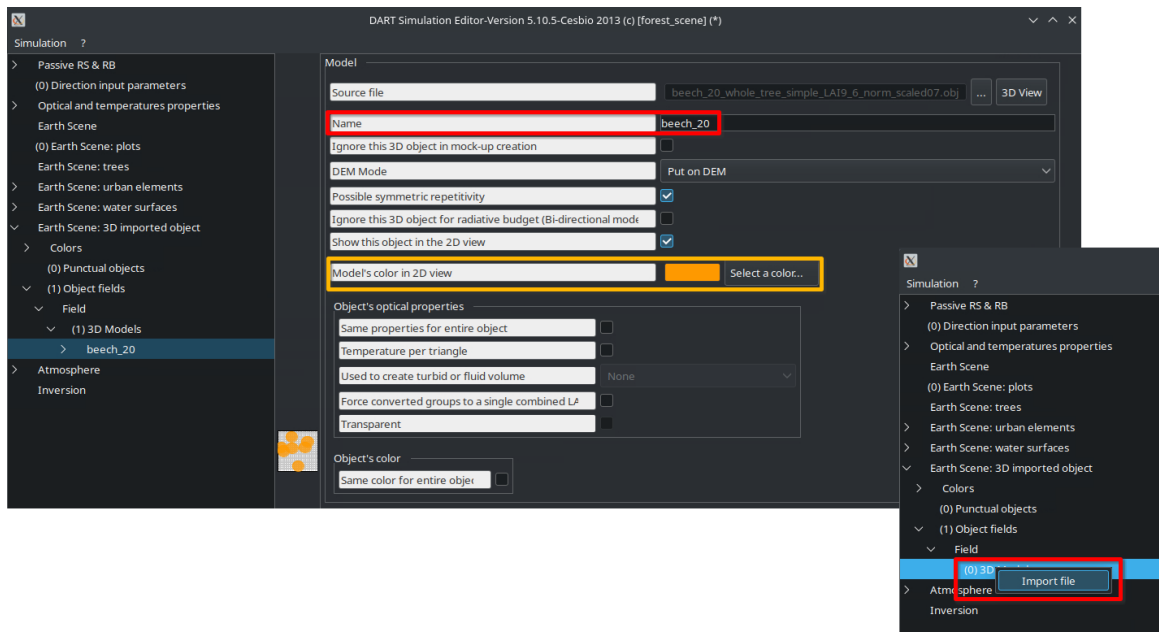 DART Simulation Editor-Version 5.10.5-Cesbio 2013 (c) [forest_scene] (*)
Simulation ?
Passive RS & RB
(0) Direction input parameters
Optical and temperatures properties
Earth Scene
(0) Earth Scene: plots
Earth Scene: trees
Earth Scene: urban elements
Earth Scene: water surfaces
Earth Scene: 3D imported object
Colors
(0) Punctual objects
(1) Object fields
Field
(1) 3D Models
beech_20
Atmosphere
Inversion
Model
Source file beech_20_whole_tree_simple_LAI9_6_norm_scaled07.obj ... 3D View
Name beech_20
Ignore this 3D object in mock-up creation
DEM Mode Put on DEM
Possible symmetric repetitivity
Ignore this 3D object for radiative budget (Bi-directional mode
Show this object in the 2D view
Model's color in 2D view Select a color...
Object's optical properties
Same properties for entire object
Temperature per triangle
Used to create turbid or fluid volume None
Force converted groups to a single combined LA
Transparent
Object's color
Same color for entire objec
Simulation ?
Passive RS & RB
(0) Direction input parameters
Optical and temperatures properties
Earth Scene
(0) Earth Scene: plots
Earth Scene: trees
Earth Scene: urban elements
Earth Scene: water surfaces
Earth Scene: 3D imported object
Colors
(0) Punctual objects
(1) Object fields
Field
(0) 3D
Import file
Atmosphere
Inversion